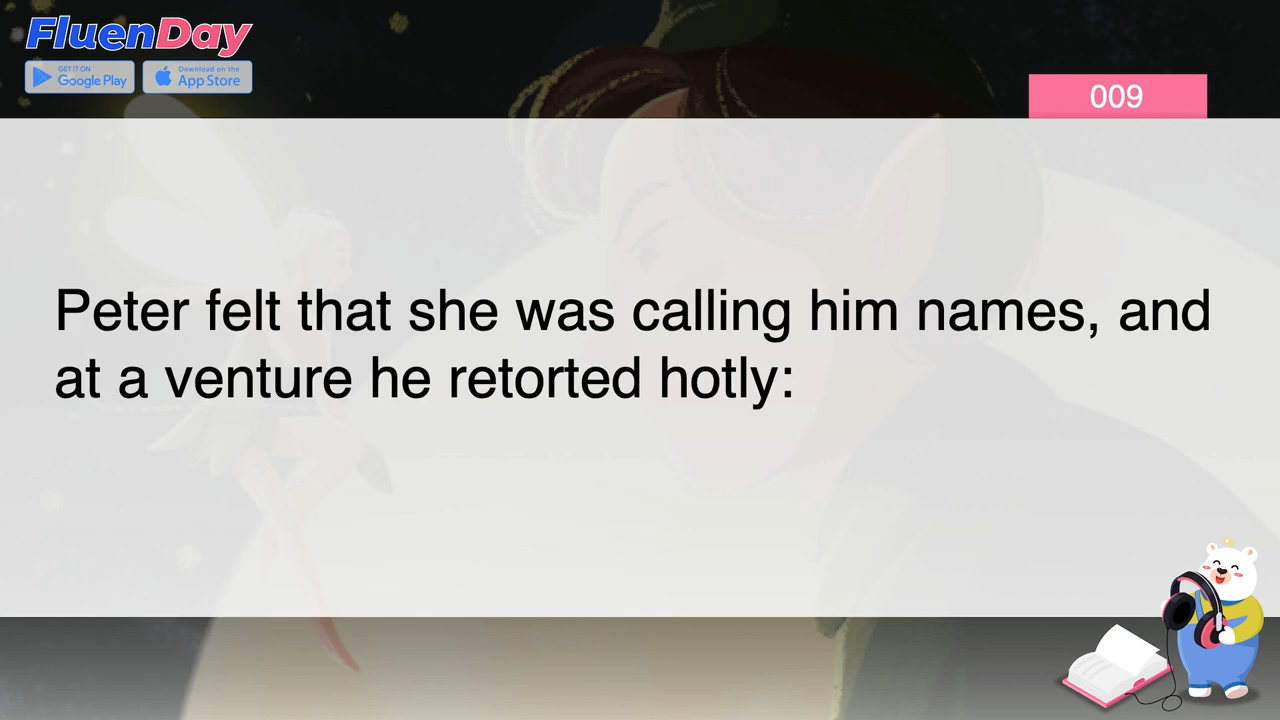 FluenDay
GET IT ON
Google Play
Download on the
App Store
009
Peter felt that she was calling him names, and
at a venture he retorted hotly: